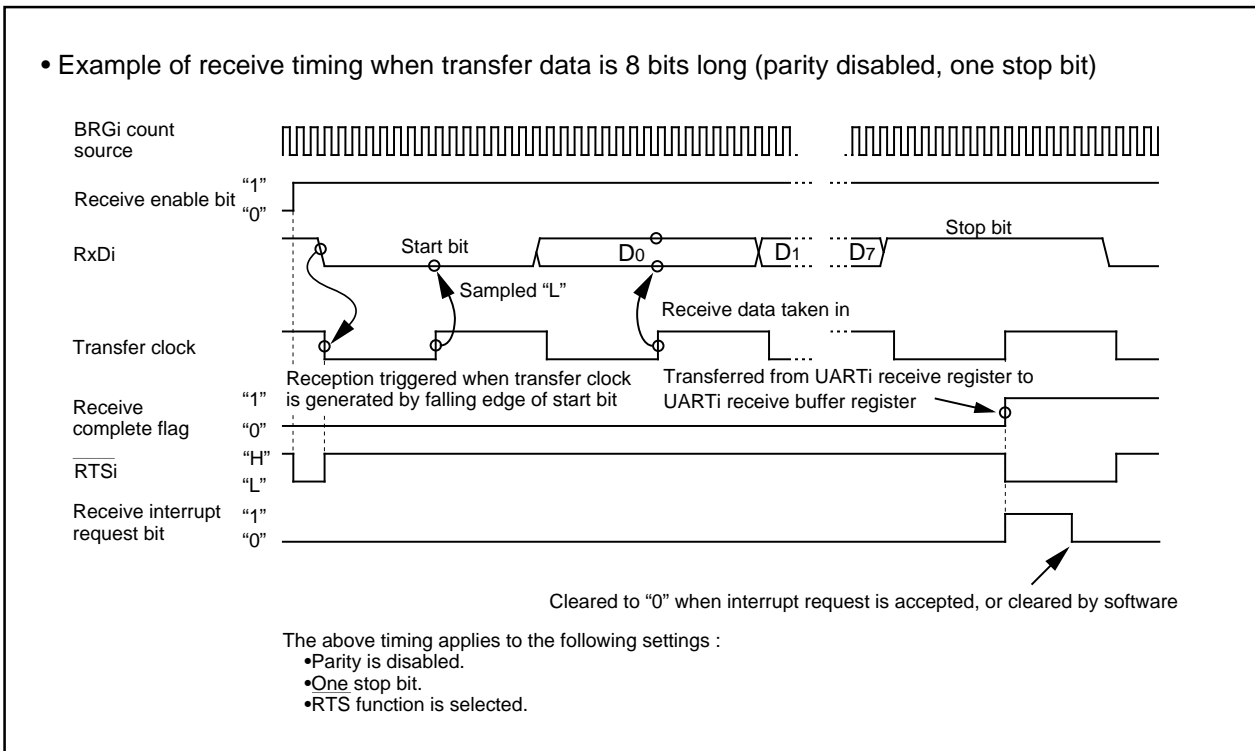 • Example of receive timing when transfer data is 8 bits long (parity disabled, one stop bit)
BRGi count
source
Receive enable bit
“1”
“0”
RxDi
Start bit
D0
D1
D7
Stop bit
Sampled “L”
Receive data taken in
Transfer clock
Reception triggered when transfer clock
is generated by falling edge of start bit
Transferred from UARTi receive register to
UARTi receive buffer register
Receive
complete flag
“1”
“0”
RTSi
“H”
“L”
Receive interrupt
request bit
“1”
“0”
Cleared to “0” when interrupt request is accepted, or cleared by software
The above timing applies to the following settings :
•Parity is disabled.
•One stop bit.
•RTS function is selected.